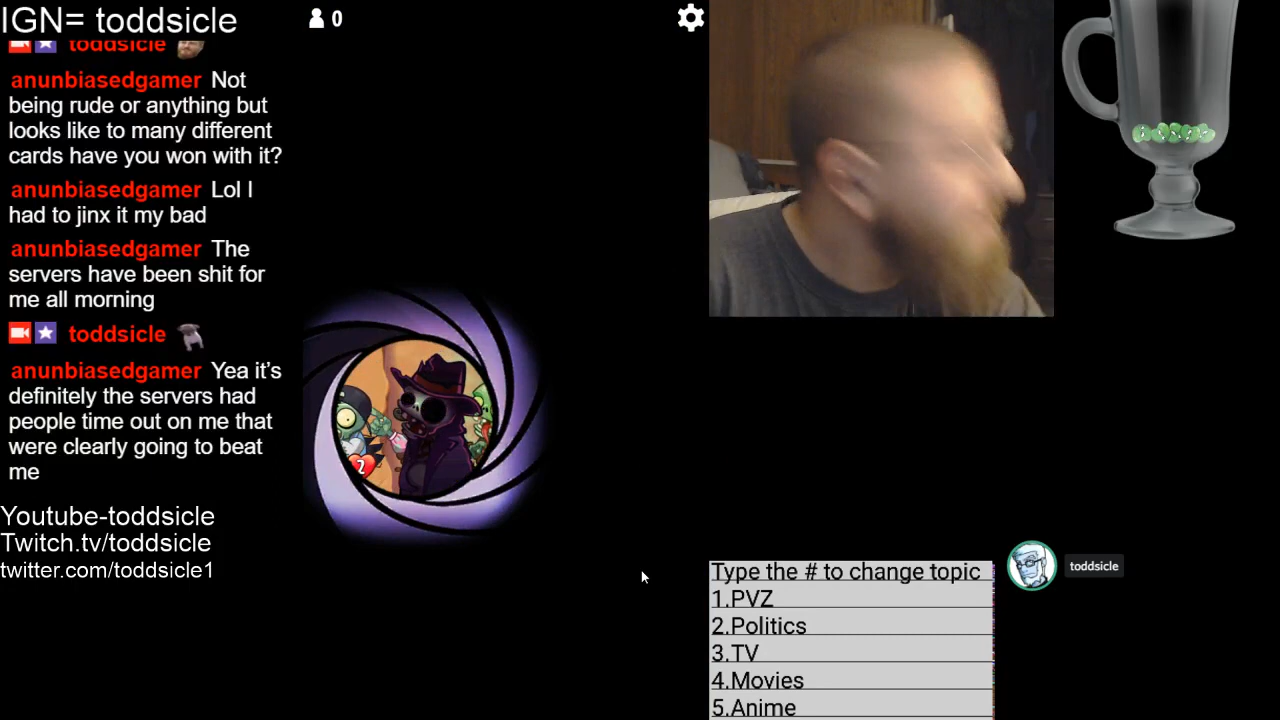 IGN= toddsicle
0
toddsicle
anunbiasedgamer Not
being rude or anything but
looks like to many different
cards have you won with it?
anunbiasedgamer Lol I
had to jinx it my bad
anunbiasedgamer The
servers have been shit for
me all morning
toddsicle
anunbiasedgamer Yea it’s
definitely the servers had
people time out on me that
were clearly going to beat
me
2
Youtube-toddsicle
Twitch.tv/toddsicle
twitter.com/toddsicle1
Type the # to change topic
1.PVZ
2.Politics
3.TV
4.Movies
5.Anime
toddsicle